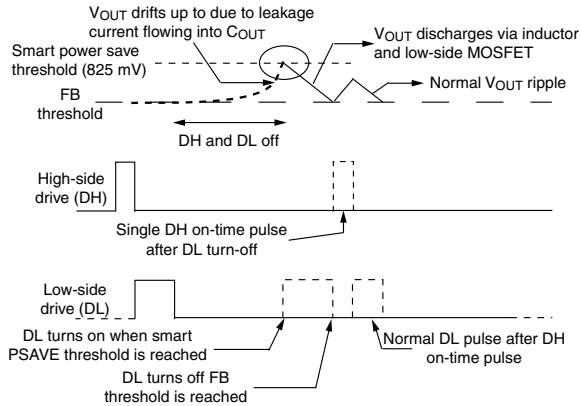 VOUT drifts up to due to leakage
current flowing into COUT
Smart power save
threshold (825 mV)
FB
threshold
VOUT discharges via inductor
and low-side MOSFET
Normal VOUT ripple
DH and DL off
High-side
drive (DH)
Single DH on-time pulse
after DL turn-off
Low-side
drive (DL)
DL turns on when smart
PSAVE threshold is reached
Normal DL pulse after DH
on-time pulse
DL turns off FB
threshold is reached